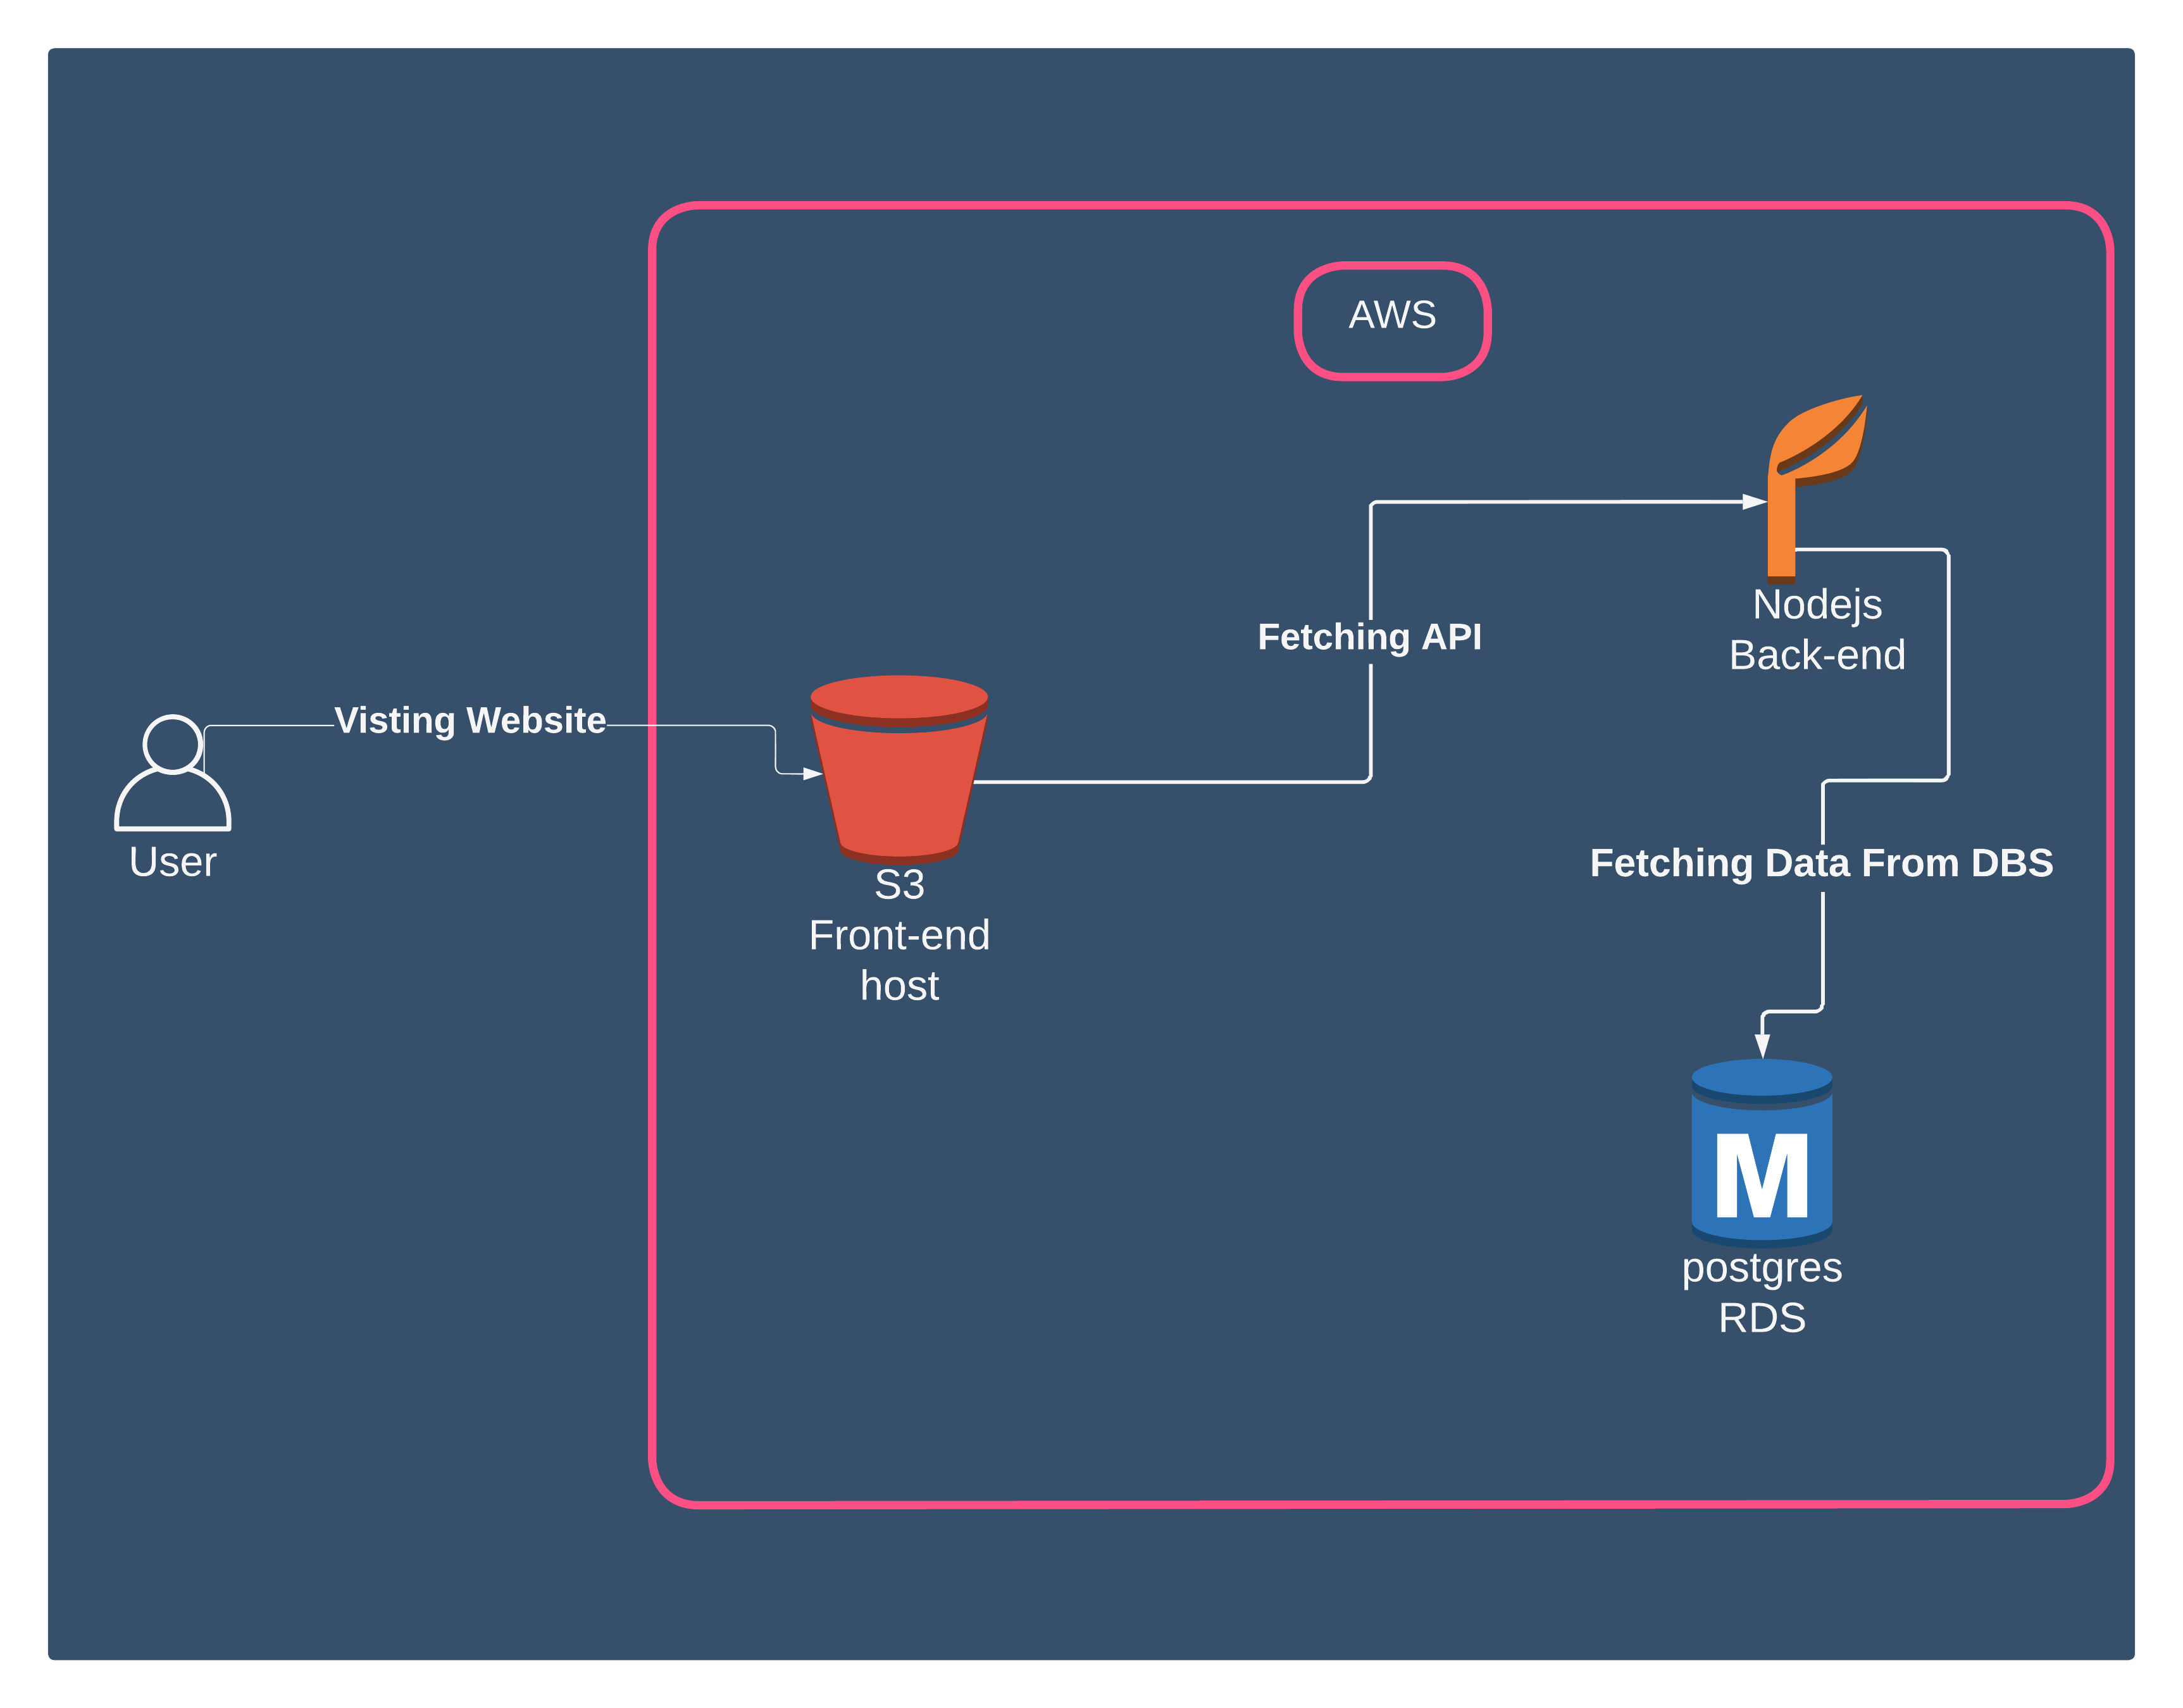 AWS
Nodejs
Back-end
Fetching API
Visting Website
User
S3
Front-end
host
Fetching Data From DBS
M
postgres
RDS